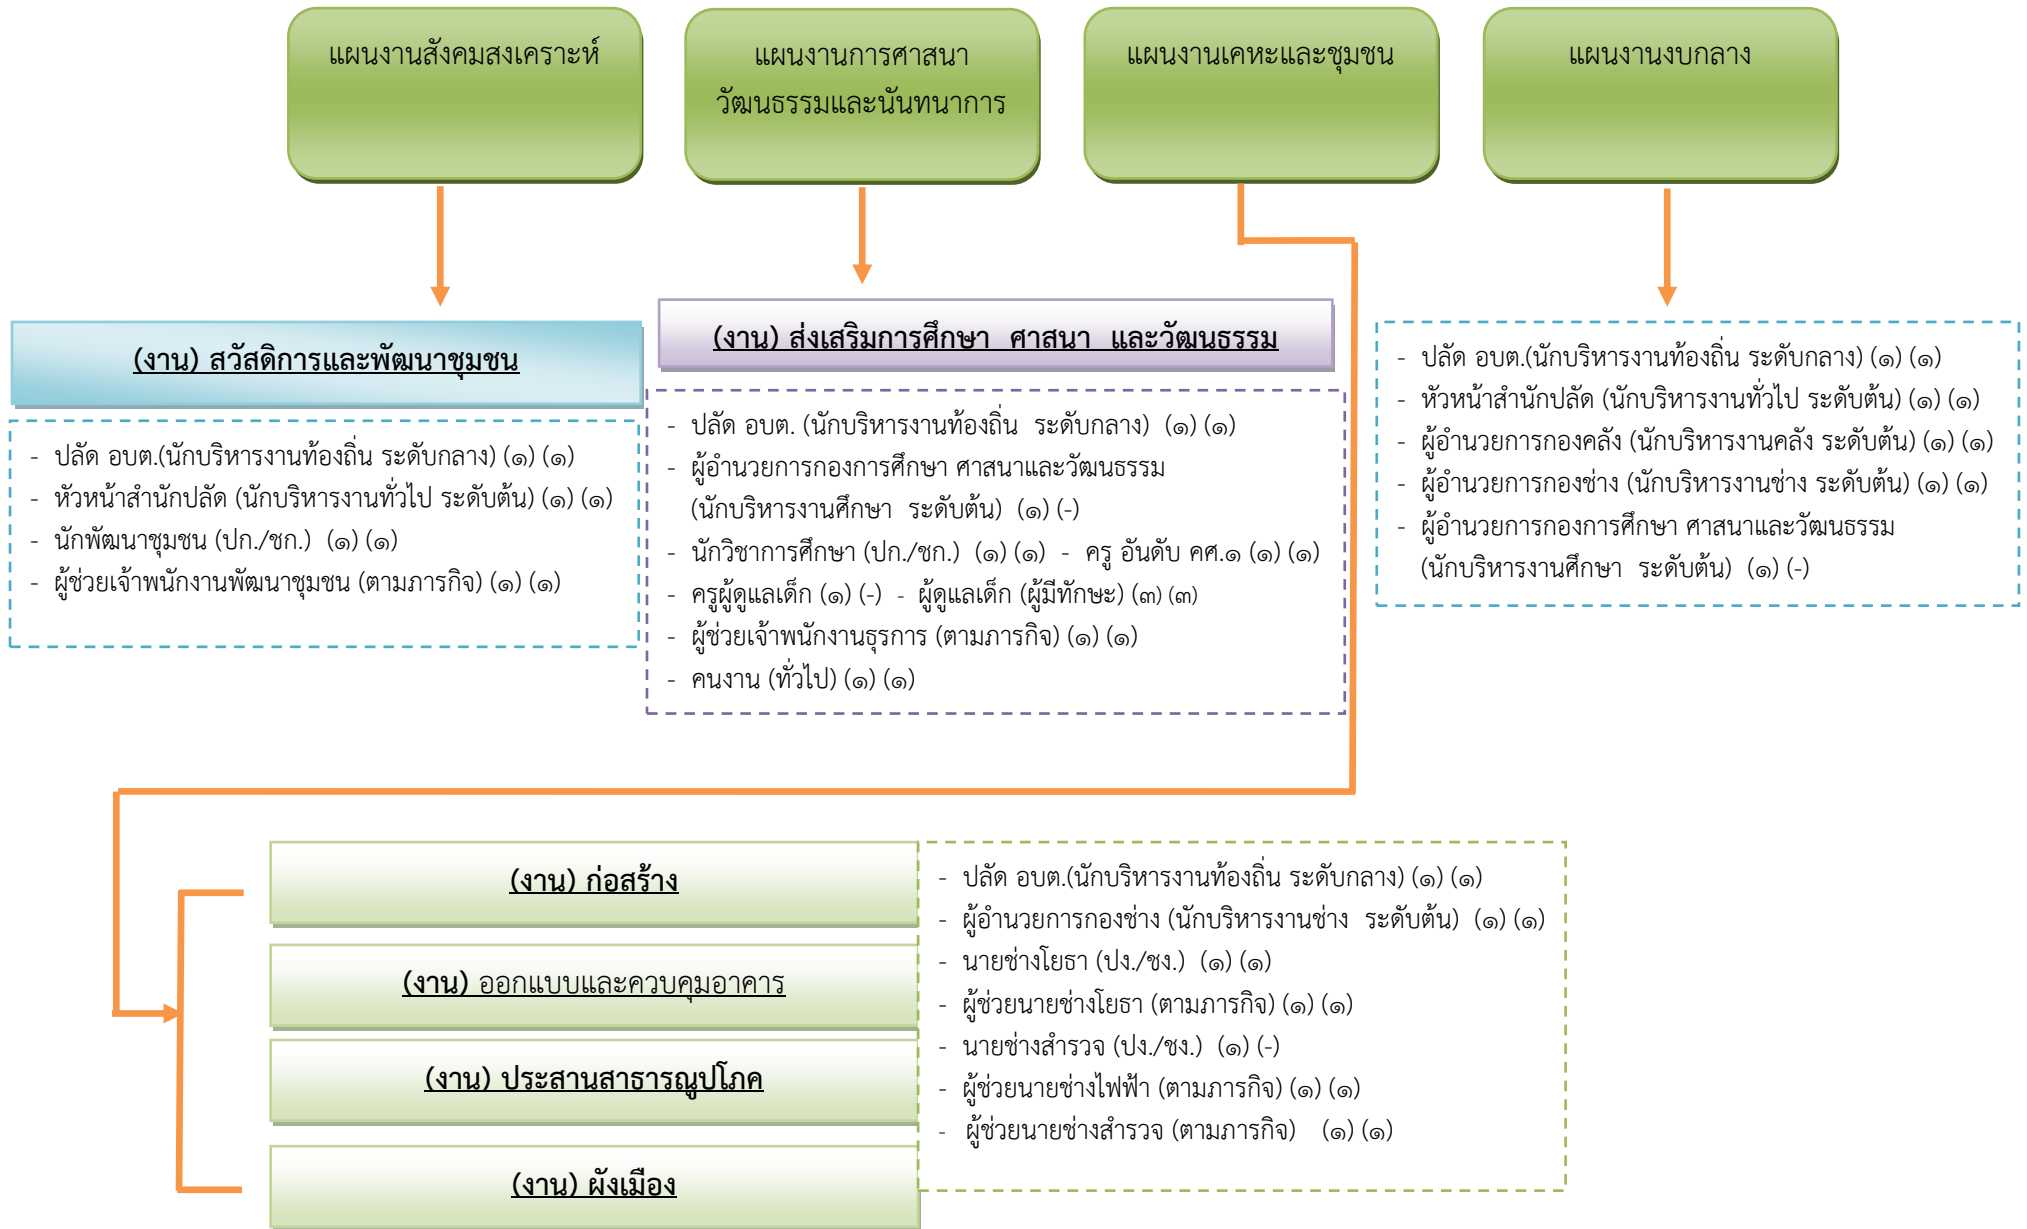 แผนงานสังคมสงเคราะห์
แผนงานการศาสนา
วัฒนธรรมและนันทนาการ
แผนงานเคหะและชุมชน
แผนงานงบกลาง
(งาน) สวัสดิการและพัฒนาชุมชน
- ปลัด อบต.(นักบริหารงานท้องถิ่น ระดับกลาง) (๑) (๑)
- หัวหน้าสำนักปลัด (นักบริหารงานทั่วไป ระดับต้น) (๑) (๑)
- นักพัฒนาชุมชน (ปก./ชก.) (๑) (๑)
- ผู้ช่วยเจ้าพนักงานพัฒนาชุมชน (ตามภารกิจ) (๑) (๑)
(งาน) ส่งเสริมการศึกษา ศาสนา และวัฒนธรรม
- ปลัด อบต. (นักบริหารงานท้องถิ่น ระดับกลาง) (๑) (๑)
- ผู้อำนวยการกองการศึกษา ศาสนาและวัฒนธรรม
(นักบริหารงานศึกษา ระดับต้น) (๑) (-)
- นักวิชาการศึกษา (ปก./ชก.) (๑) (๑) - ครู อันดับ คศ.๑ (๑) (๑)
- ครูผู้ดูแลเด็ก (๑) (-) - ผู้ดูแลเด็ก (ผู้มีทักษะ) (๓) (๓)
- ผู้ช่วยเจ้าพนักงานธุรการ (ตามภารกิจ) (๑) (๑)
- คนงาน (ทั่วไป) (๑) (๑)
- ปลัด อบต.(นักบริหารงานท้องถิ่น ระดับกลาง) (๑) (๑)
- หัวหน้าสำนักปลัด (นักบริหารงานทั่วไป ระดับต้น) (๑) (๑)
- ผู้อำนวยการกองคลัง (นักบริหารงานคลัง ระดับต้น) (๑) (๑)
- ผู้อำนวยการกองช่าง (นักบริหารงานช่าง ระดับต้น) (๑) (๑)
- ผู้อำนวยการกองการศึกษา ศาสนาและวัฒนธรรม
(นักบริหารงานศึกษา ระดับต้น) (๑) (-)
(งาน) ก่อสร้าง
(งาน) ออกแบบและควบคุมอาคาร
(งาน) ประสานสาธารณูปโภค
(งาน) ผังเมือง
- ปลัด อบต.(นักบริหารงานท้องถิ่น ระดับกลาง) (๑) (๑)
- ผู้อำนวยการกองช่าง (นักบริหารงานช่าง ระดับต้น) (๑) (๑)
- นายช่างโยธา (ปง./ชง.) (๑) (๑)
- ผู้ช่วยนายช่างโยธา (ตามภารกิจ) (๑) (๑)
- นายช่างสำรวจ (ปง./ชง.) (๑) (-)
- ผู้ช่วยนายช่างไฟฟ้า (ตามภารกิจ) (๑) (๑)
- ผู้ช่วยนายช่างสำรวจ (ตามภารกิจ) (๑) (๑)